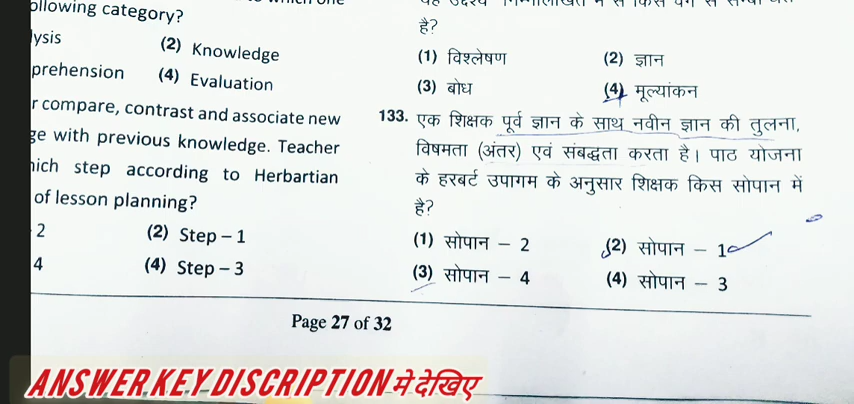 ollowing category?
lysis
(2) Knowledge
prehension
(4) Evaluation
r compare, contrast and associate new
ge with previous knowledge. Teacher
hich step according to Herbartian
of lesson planning?
2
(2) Step – 1
4
(4) Step – 3
है?
(1) विश्लेषण
(2) ज्ञान
(3) बोध
(4) मूल्यांकन
133. एक शिक्षक पूर्व ज्ञान के साथ नवीन ज्ञान की तुलना,
विषमता (अंतर) एवं संबद्धता करता है। पाठ योजना
के हरबर्ट उपागम के अनुसार शिक्षक किस सोपान में
है?
(1) सोपान – 2
(2) सोपान – 1
(3) सोपान – 4
(4) सोपान – 3
Page 27 of 32
ANSWER KEY DISCRIPTION मे देखिए